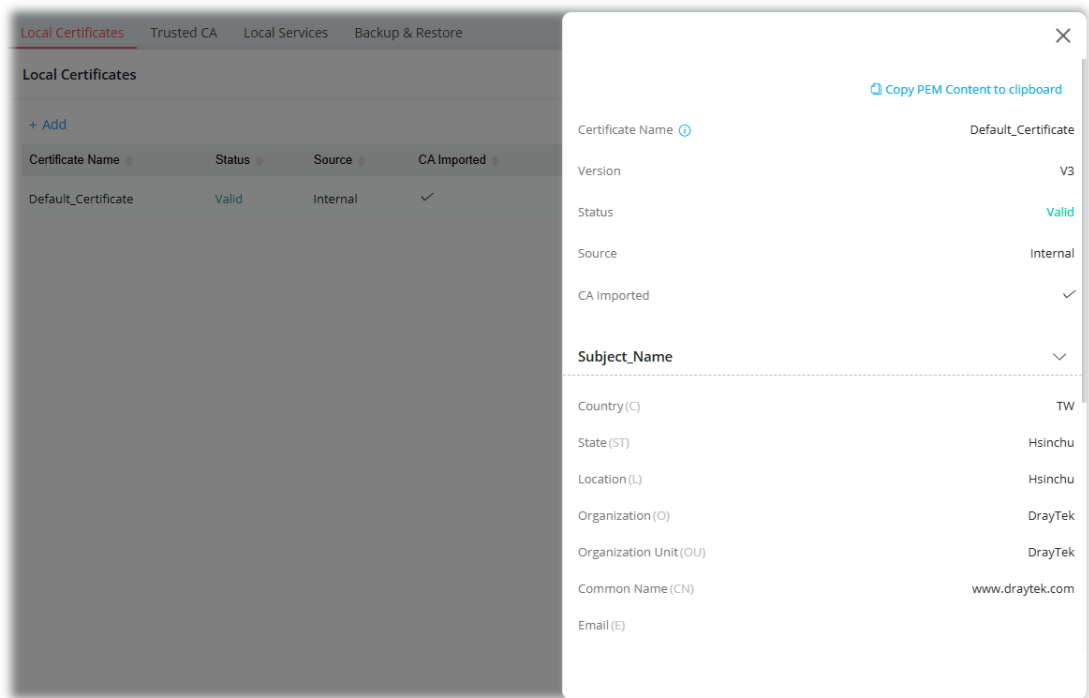 Local Certificates Trusted CA Local Services Backup & Restore
Local Certificates
+ Add
Certificate Name Status Source CA Imported
Default_Certificate Valid Internal
Copy PEM Content to clipboard
Certificate Name Default_Certificate
Version V3
Status Valid
Source Internal
CA Imported
Subject_Name
Country (C) TW
State (ST) Hsinchu
Location (L) Hsinchu
Organization (O) DrayTek
Organization Unit (OU) DrayTek
Common Name (CN) www.draytek.com
Email (E)